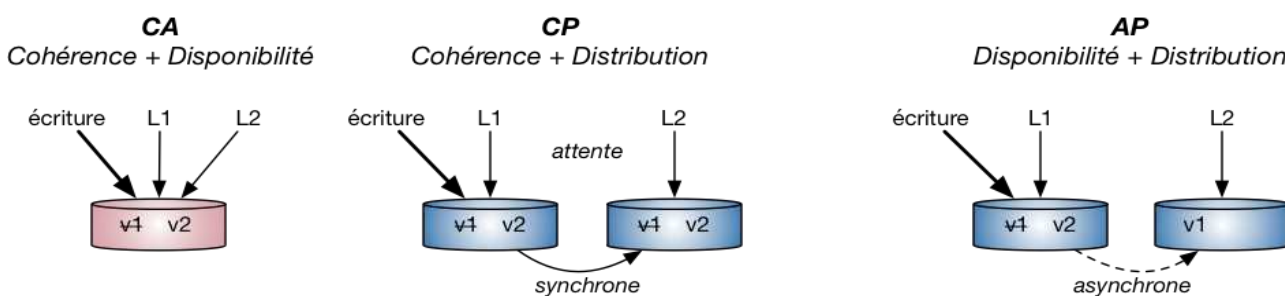 CA
Cohérence + Disponibilité
écriture L1 L2
v1 v2
CP
Cohérence + Distribution
écriture L1 L2
attente
v1 v2 v1 v2
synchrone
AP
Disponibilité + Distribution
écriture L1 L2
v1 v2 v1
asynchrone